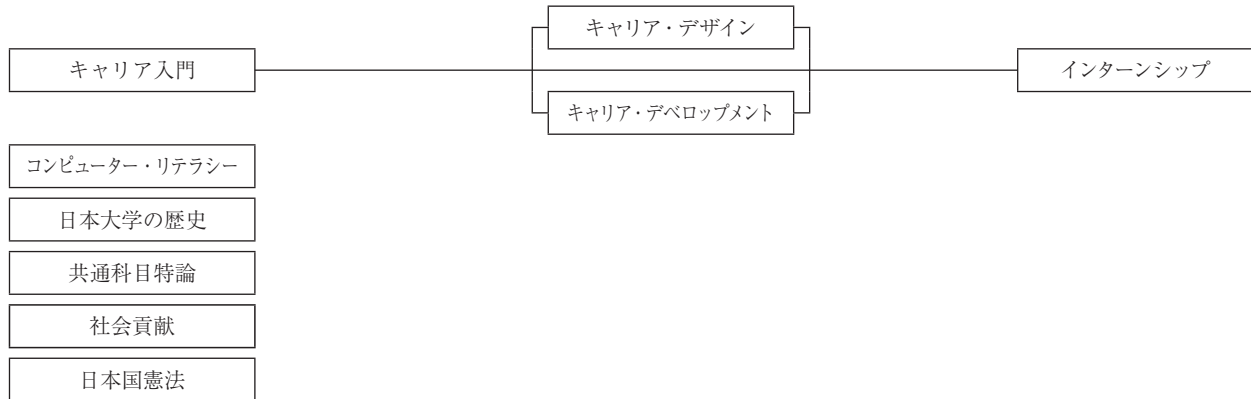 キャリア・デザイン
キャリア入門
インターンシップ
キャリア・デベロップメント
コンピューター・リテラシー
日本大学の歴史
共通科目特論
社会貢献
日本国憲法